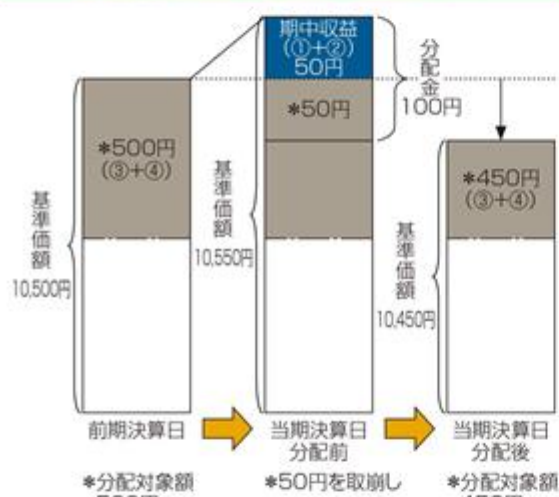 期中収益
(①+②)
50円
*50円
分配金
100円
*500円
(③+④)
*450円
(③+④)
基準価額
10,500円
基準価額
10,550円
基準価額
10,450円
前期決算日
当期決算日
分配前
当期決算日
分配後
*分配対象額
*50円を取崩し
*分配対象額